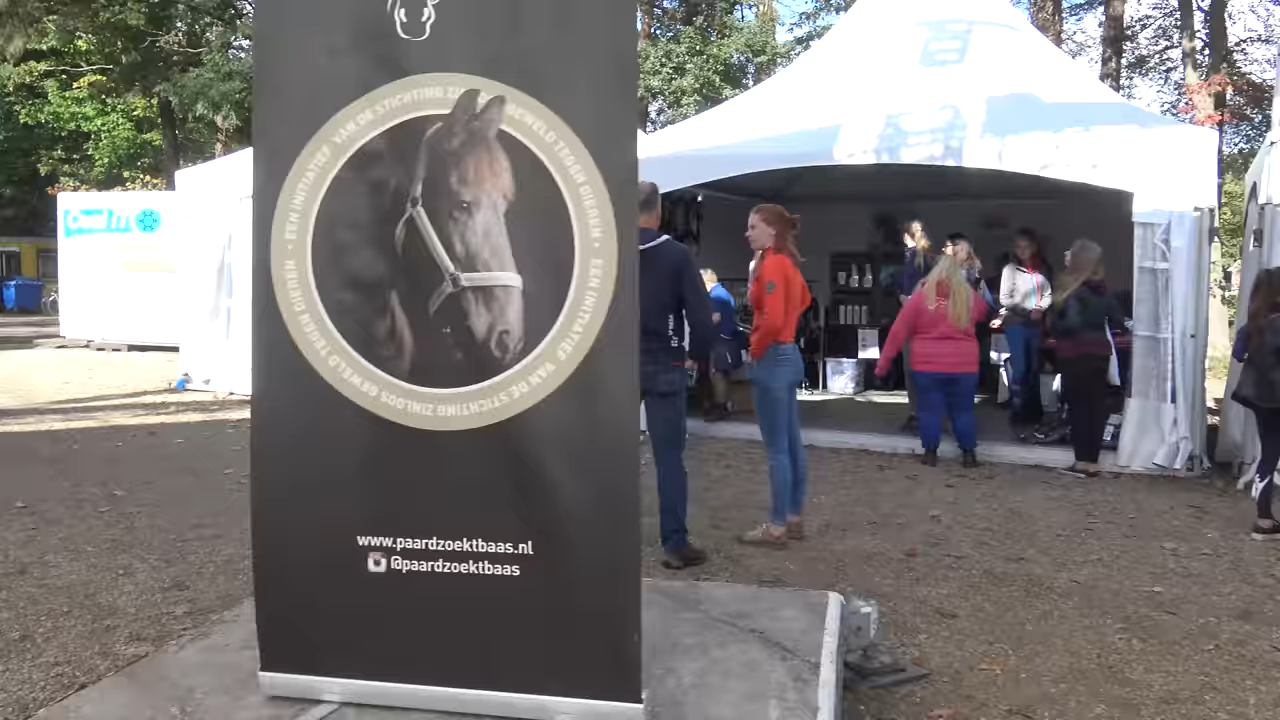 EEN INITIATIEF VAN DE STICHTING ZINLOOS GEWELD TEGEN DIEREN • EEN INITIATIEF VAN DE STICHTING ZINLOOS GEWELD TEGEN DIEREN •
www.paardzoektbaas.nl
@paardzoektbaas